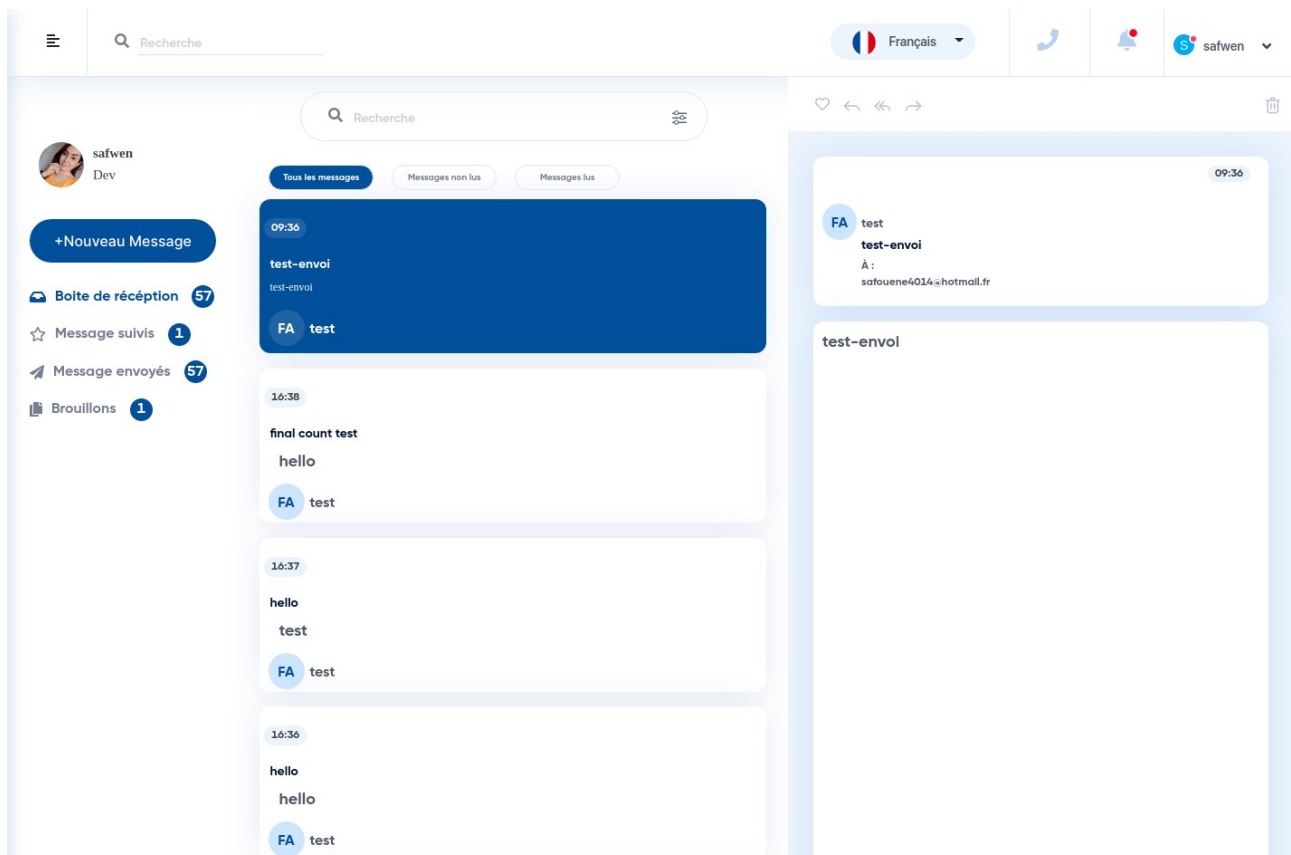 Recherche
Français
S
safwen
safwen
Dev
+Nouveau Message
Boite de récéption 57
Message suivis 1
Message envoyés 57
Brouillons 1
Recherche
Tous les messages Messages non lus Messages lus
09:36
test-envoi
test-envoi
FA test
16:38
final count test
hello
FA test
16:37
hello
test
FA test
16:36
hello
hello
FA test
09:36
FA test
test-envoi
À :
safouene4014@hotmail.fr
test-envoi